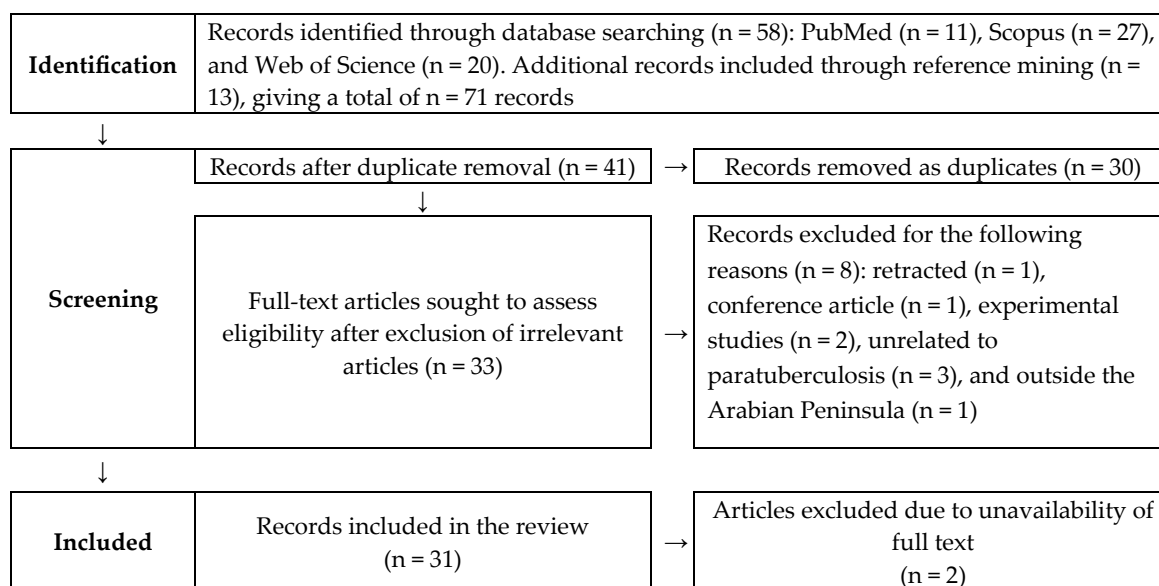 Identification
Records identified through database searching (n = 58): PubMed (n = 11), Scopus (n = 27),
and Web of Science (n = 20). Additional records included through reference mining (n =
13), giving a total of n = 71 records
↓
Screening
Records after duplicate removal (n = 41)
→
Records removed as duplicates (n = 30)
↓
Full-text articles sought to assess
eligibility after exclusion of irrelevant
articles (n = 33)
→
Records excluded for the following
reasons (n = 8): retracted (n = 1),
conference article (n = 1), experimental
studies (n = 2), unrelated to
paratuberculosis (n = 3), and outside the
Arabian Peninsula (n = 1)
↓
Included
Records included in the review
(n = 31)
→
Articles excluded due to unavailability of
full text
(n = 2)